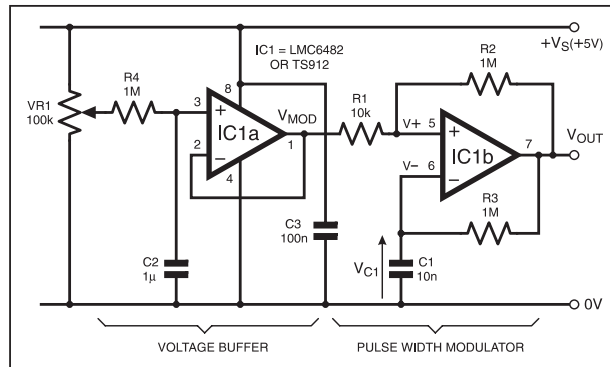 IC1 = LMC6482
OR TS912
+VS(+5V)
R2
1M
R4
1M
VR1
100k
3
8
+
IC1a
2
−
1
4
VMOD
R1
10k
V+
5
+
IC1b
V−
6
−
7
VOUT
R3
1M
C3
100n
C2
1µ
VC1
C1
10n
0V
VOLTAGE BUFFER
PULSE WIDTH MODULATOR